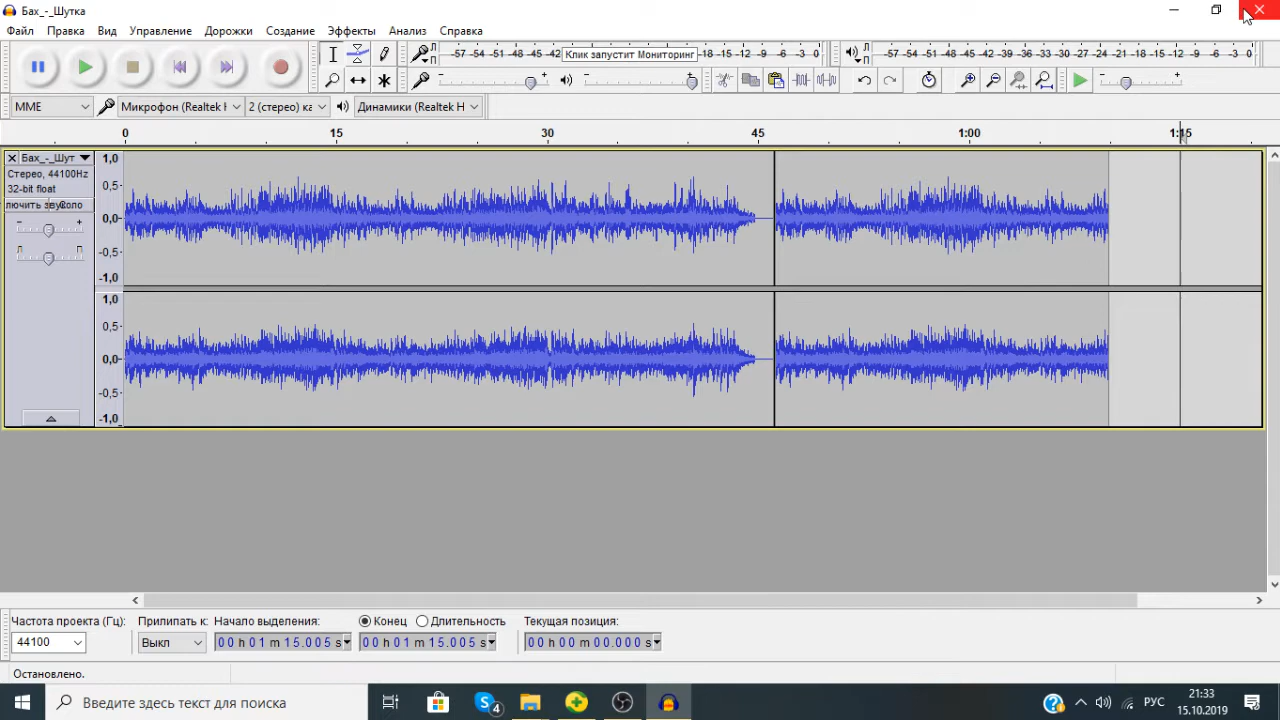 Бах_-_Шутка
Файл Правка Вид Управление Дорожки Создание Эффекты Анализ Справка
-57 -54 -51 -48 -45 -42 Клик запустит Мониторинг -18 -15 -12 -9 -6 -3 0
-57 -54 -51 -48 -45 -42 -39 -36 -33 -30 -27 -24 -21 -18 -15 -12 -9 -6 -3 0
MME Микрофон (Realtek H 2 (стерео) ка Динамики (Realtek H
0 15 30 45 1:00 1:15
Бах_-_Шут
Стерео, 44100Hz
32-bit float
лючить звук Соло
- +
Л П
1,0
0,5
0,0
-0,5
-1,0
1,0
0,5
0,0
-0,5
-1,0
Частота проекта (Гц): Прилипать к: Начало выделения: Конец Длительность Текущая позиция:
44100 Выкл 00 h 01 m 15.005 s 00 h 01 m 15.005 s 00 h 00 m 00.000 s
Остановлено.
Введите здесь текст для поиска
4
РУС
21:33
15.10.2019